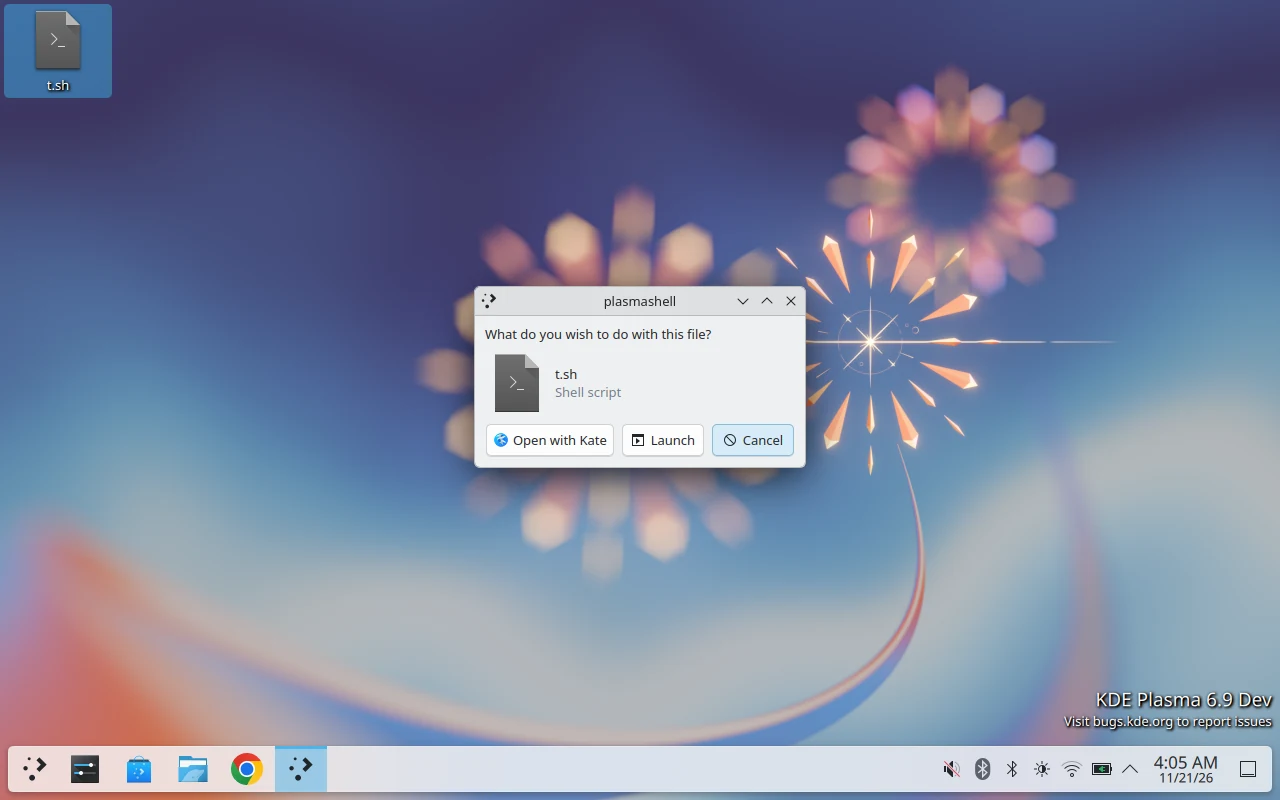 t.sh
plasmashell
What do you wish to do with this file?
t.sh
Shell script
Open with Kate
Launch
Cancel
KDE Plasma 6.9 Dev
Visit bugs.kde.org to report issues
4:05 AM
11/21/26